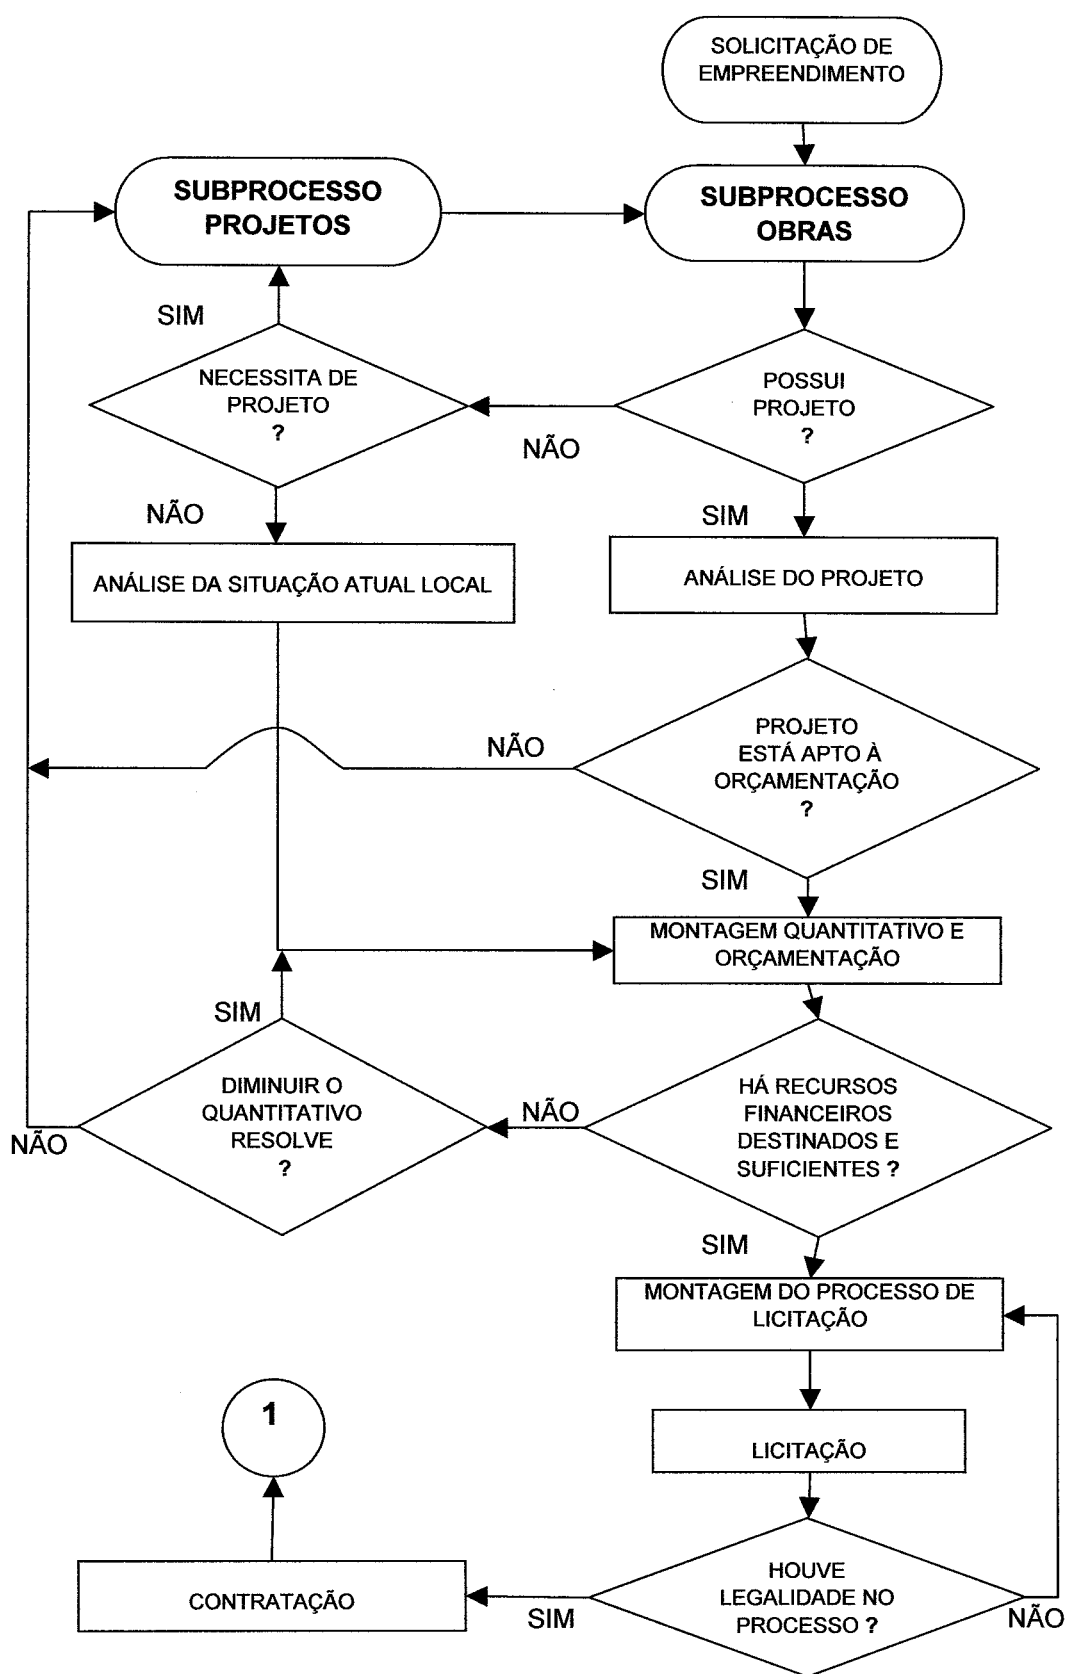 SOLICITAÇÃO DE
EMPREENDIMENTO
SUBPROCESSO
PROJETOS
SUBPROCESSO
OBRAS
SIM
NECESSITA DE
PROJETO
?
POSSUI
PROJETO
?
NÃO
NÃO
SIM
ANÁLISE DA SITUAÇÃO ATUAL LOCAL
ANÁLISE DO PROJETO
NÃO
PROJETO
ESTÁ APTO À
ORÇAMENTAÇÃO
?
SIM
MONTAGEM QUANTITATIVO E
ORÇAMENTAÇÃO
SIM
DIMINUIR O
QUANTITATIVO
RESOLVE
?
NÃO
NÃO
HÁ RECURSOS
FINANCEIROS
DESTINADOS E
SUFICIENTES ?
SIM
MONTAGEM DO PROCESSO DE
LICITAÇÃO
1
LICITAÇÃO
HOUVE
LEGALIDADE NO
PROCESSO ?
CONTRATAÇÃO
SIM
NÃO